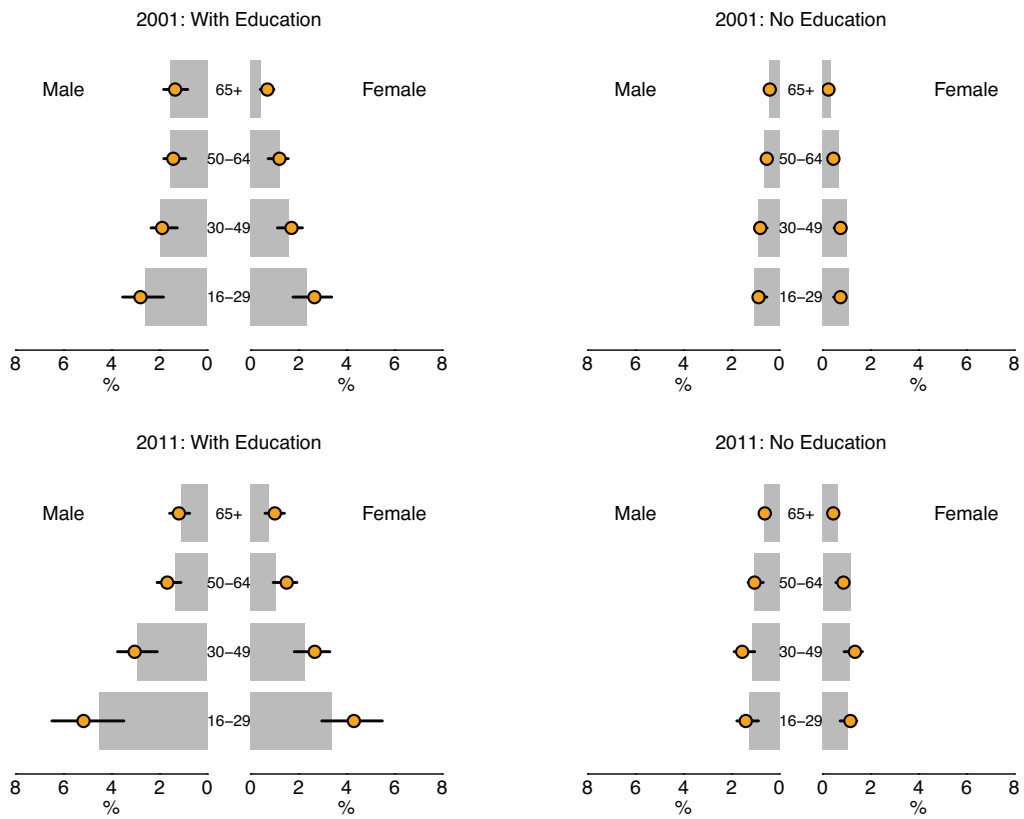 2001: With Education
Male
65+
Female
50−64
30−49
16−29
8 6 4 2 0 0 2 4 6 8
% %
2001: No Education
Male
65+
Female
50−64
30−49
16−29
8 6 4 2 0 0 2 4 6 8
% %
2011: With Education
Male
65+
Female
50−64
30−49
16−29
8 6 4 2 0 0 2 4 6 8
% %
2011: No Education
Male
65+
Female
50−64
30−49
16−29
8 6 4 2 0 0 2 4 6 8
% %